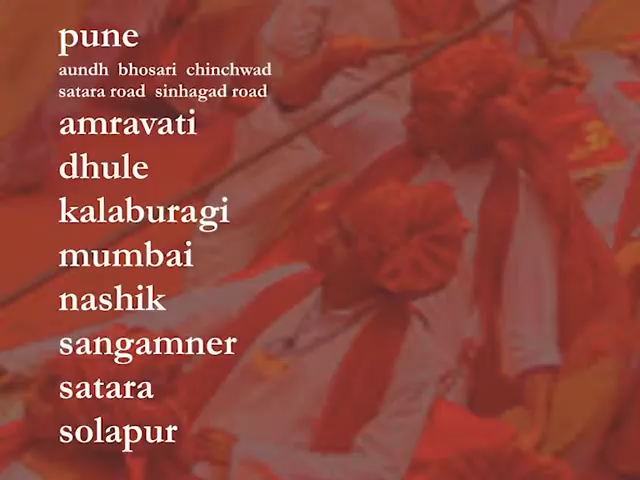 pune
aundh bhosari chinchwad
satara road sinhagad road
amravati
dhule
kalaburagi
mumbai
nashik
sangamner
satara
solapur